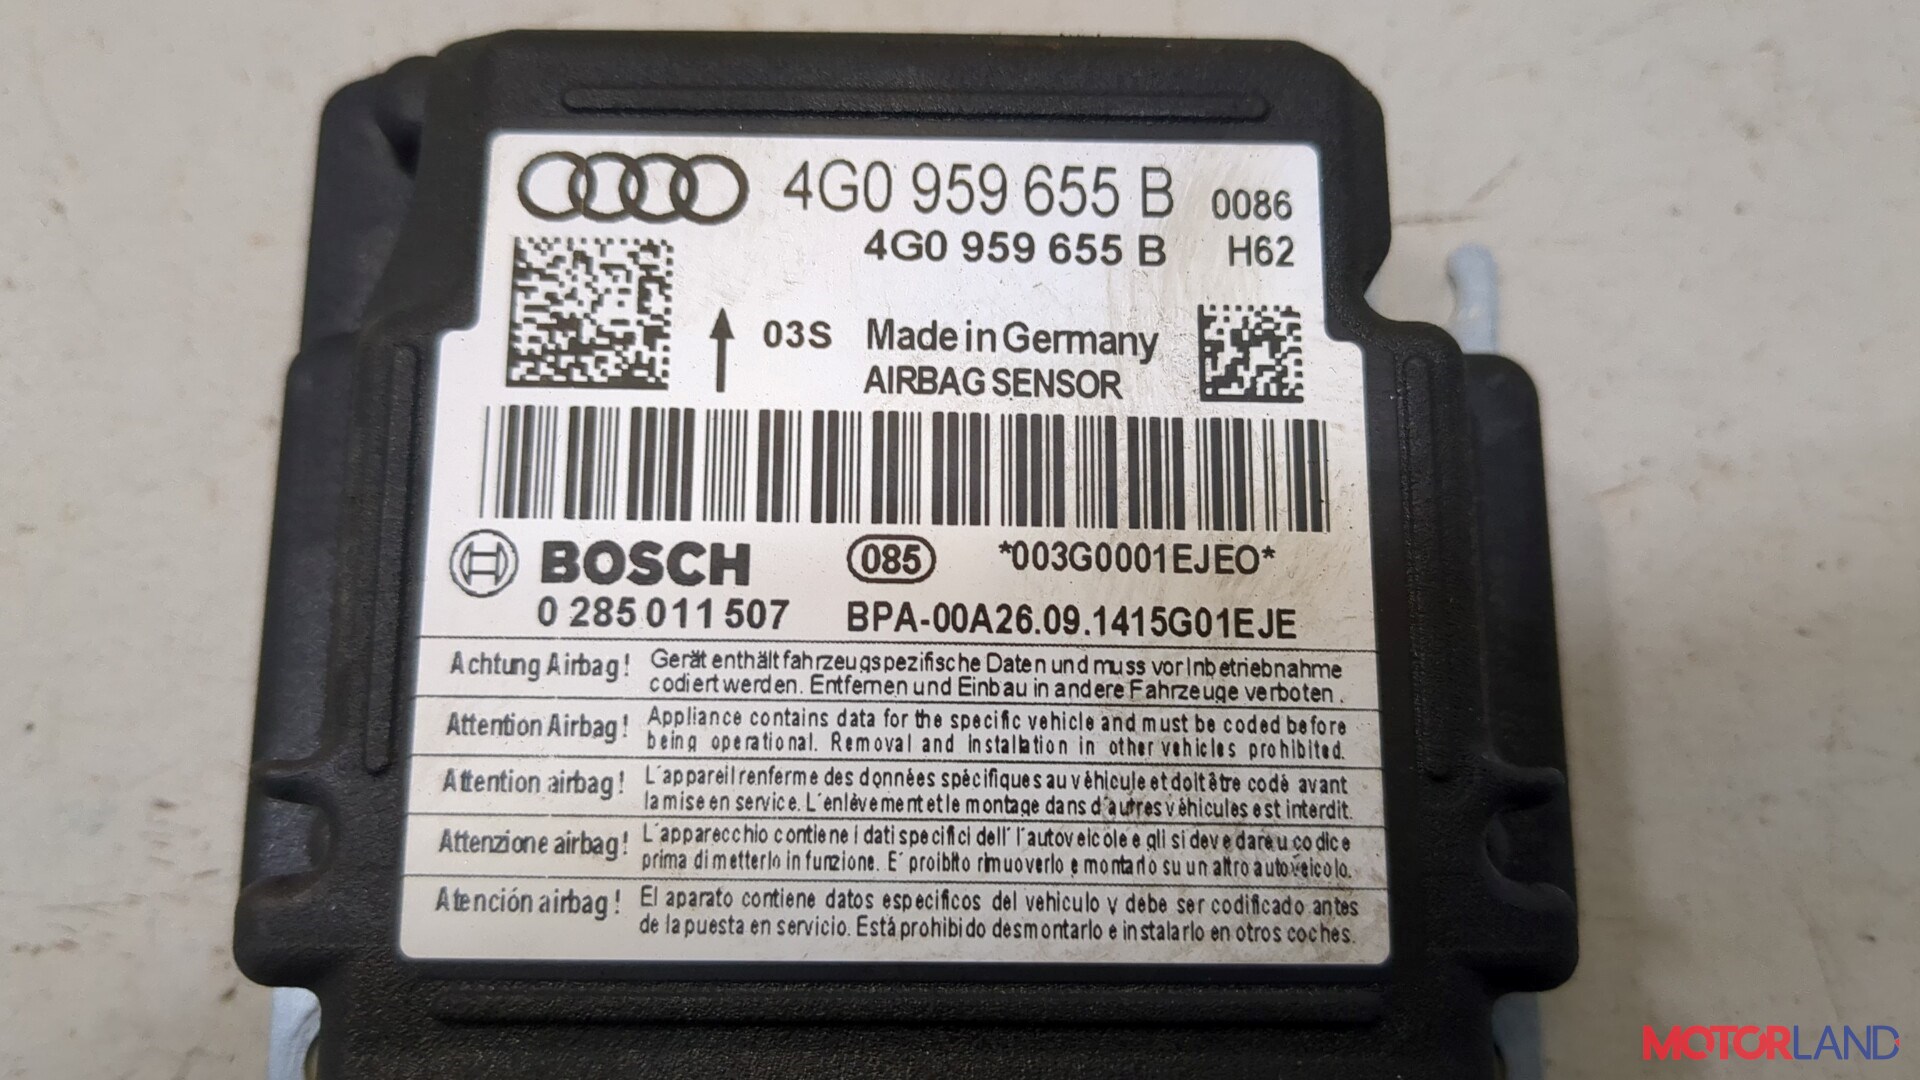 4G0 959 655 B 0086
4G0 959 655 B H62
03S Made in Germany
AIRBAG SENSOR
BOSCH 085 *003G0001EJEO*
0 285 011 507 BPA-00A26.09.1415G01EJE
Achtung Airbag! Gerät enthält fahrzeugspezifische Daten und muss vor Inbetriebnahme
codiert werden. Entfernen und Einbau in andere Fahrzeuge verboten.
Attention Airbag! Appliance contains data for the specific vehicle and must be coded before
being operational. Removal and installation in other vehicles prohibited.
Attention airbag! L'appareil renferme des données spécifiques au véhicule et doit être codé avant
la mise en service. L'enlèvement et le montage dans d'autres véhicules est interdit.
Attenzione airbag! L'apparecchio contiene i dati specifici dell' l'autoveicolo e gli si deve dare u codice
prima di metterlo in funzione. E' proibito rimuoverlo e montarlo su un altro autoveicolo.
Atención airbag! El aparato contiene datos especificos del vehiculo y debe ser codificado antes
de la puesta en servicio. Está prohibido desmontarlo e instalarlo en otros coches.
MOTORLAND